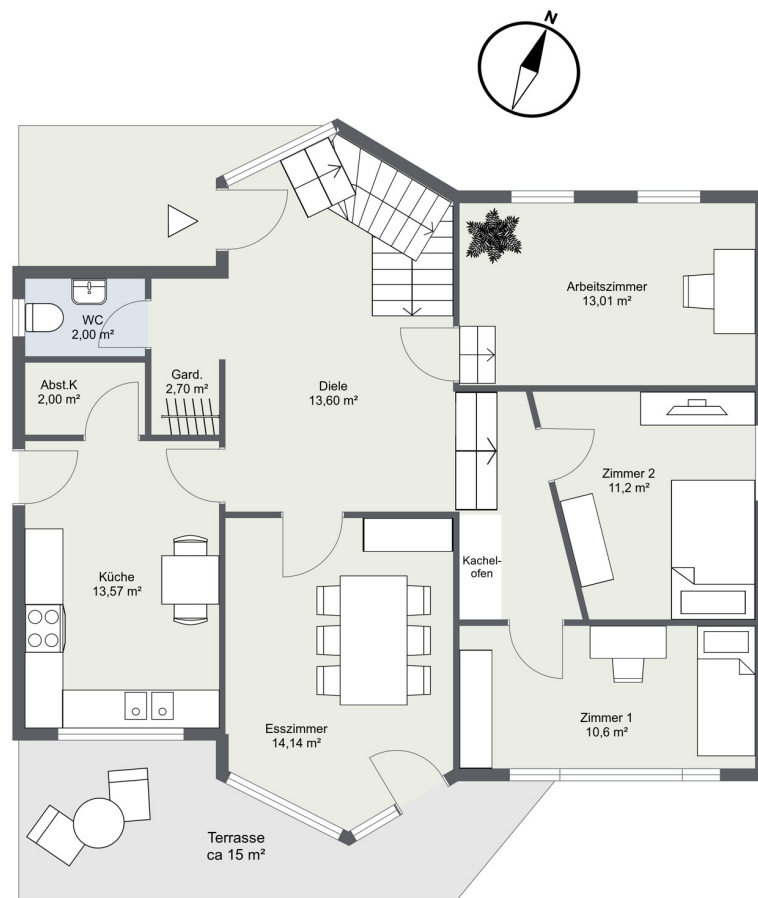 N
Arbeitszimmer
13,01 m²
WC
2,00 m²
Abst.K
2,00 m²
Gard.
2,70 m²
Diele
13,60 m²
Zimmer 2
11,2 m²
Kachel-
ofen
Küche
13,57 m²
Esszimmer
14,14 m²
Zimmer 1
10,6 m²
Terrasse
ca 15 m²